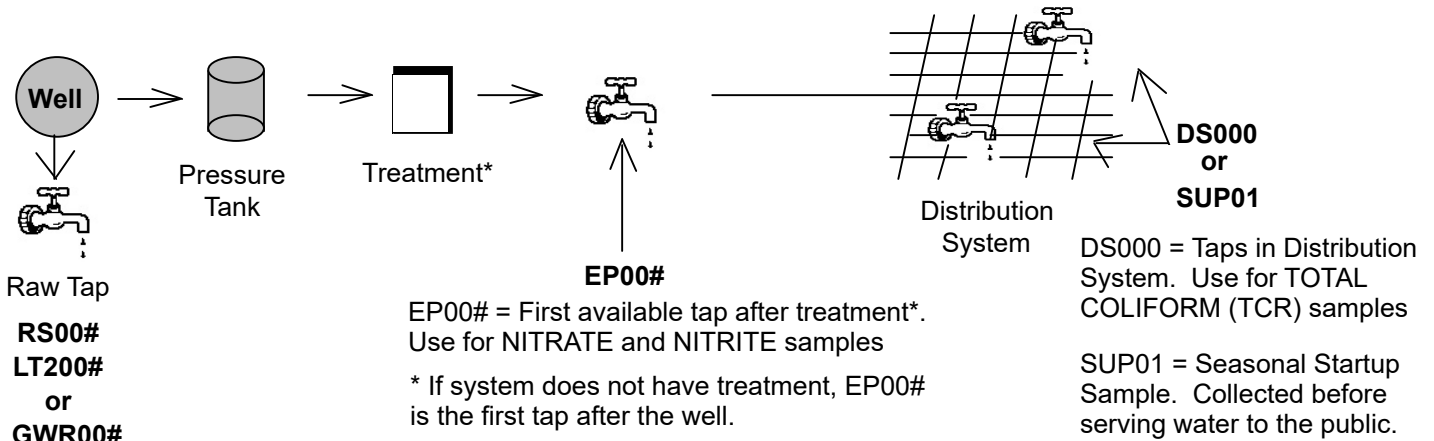 Well
Pressure
Tank
Treatment*
Distribution
System
DS000
or
SUP01
Raw Tap
RS00#
LT200#
or
GWR00#
EP00#
EP00# = First available tap after treatment*.
Use for NITRATE and NITRITE samples
* If system does not have treatment, EP00#
is the first tap after the well.
DS000 = Taps in Distribution
System. Use for TOTAL
COLIFORM (TCR) samples
SUP01 = Seasonal Startup
Sample. Collected before
serving water to the public.